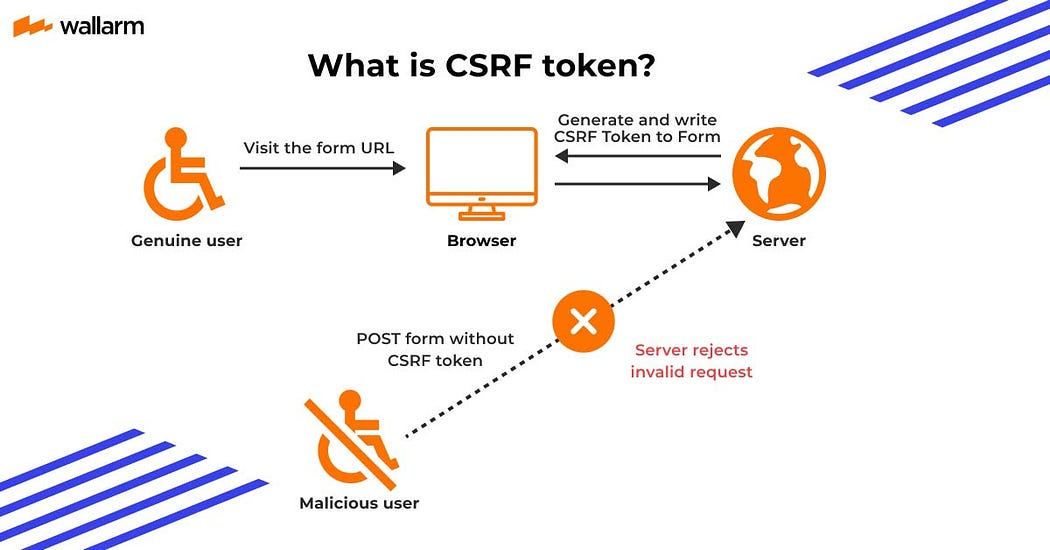 wallarm
What is CSRF token?
Visit the form URL
Generate and write
CSRF Token to Form
Genuine user
Browser
Server
POST form without
CSRF token
Server rejects
invalid request
Malicious user